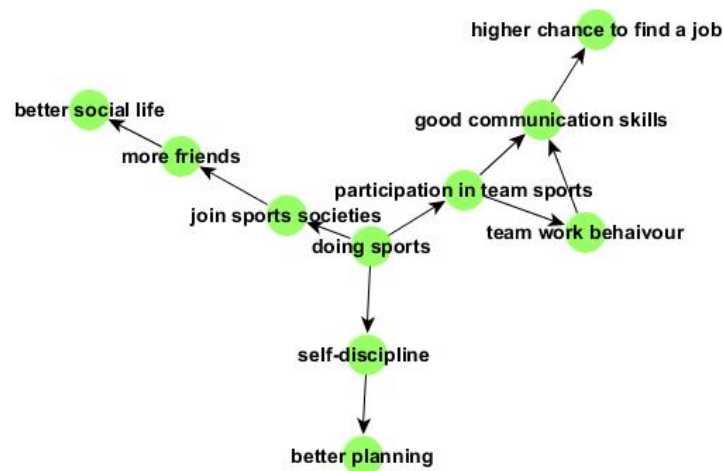 higher chance to find a job
better social life
good communication skills
more friends
participation in team sports
join sports societies
team work behaivour
doing sports
self-discipline
better planning